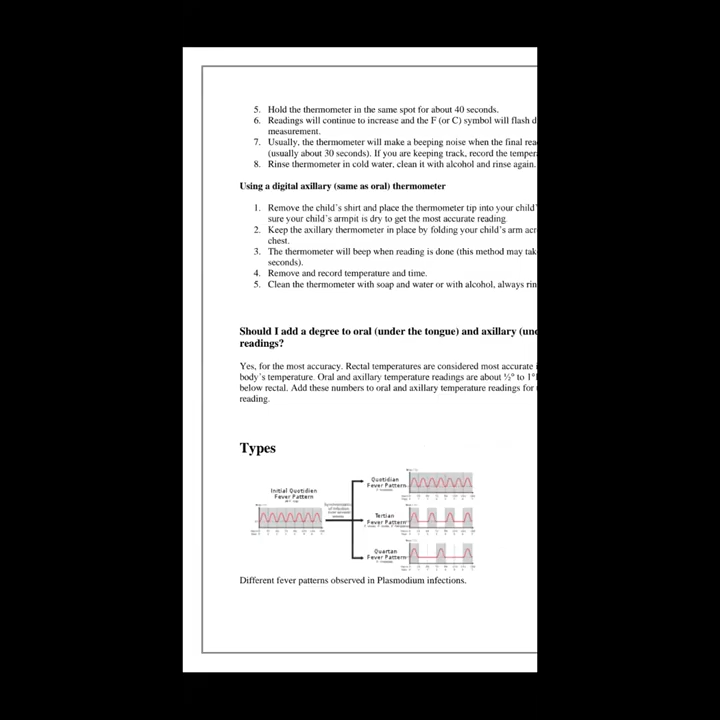 5. Hold the thermometer in the same spot for about 40 seconds.
6. Readings will continue to increase and the F (or C) symbol will flash d
measurement.
7. Usually, the thermometer will make a beeping noise when the final rea
(usually about 30 seconds). If you are keeping track, record the temper
8. Rinse thermometer in cold water, clean it with alcohol and rinse again.
Using a digital axillary (same as oral) thermometer
1. Remove the child's shirt and place the thermometer tip into your child'
sure your child's armpit is dry to get the most accurate reading
2. Keep the axillary thermometer in place by folding your child's arm acr
chest.
3. The thermometer will beep when reading is done (this method may tak
seconds).
4. Remove and record temperature and time.
5. Clean the thermometer with soap and water or with alcohol, always rin
Should I add a degree to oral (under the tongue) and axillary (und
readings?
Yes, for the most accuracy. Rectal temperatures are considered most accurate i
body's temperature. Oral and axillary temperature readings are about ½° to 1°F
below rectal. Add these numbers to oral and axillary temperature readings for
reading.
Types
Initial Quotidien
Fever Pattern
Quotidian
Fever Pattern
Tertian
Fever Pattern
Quartan
Fever Pattern
Different fever patterns observed in Plasmodium infections.